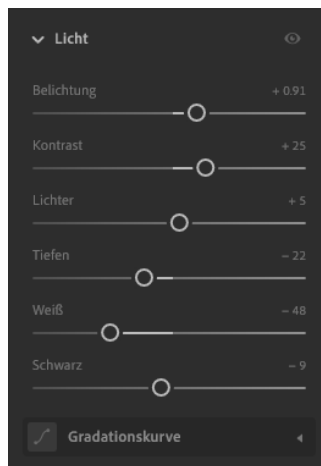 Licht
Belichtung + 0.91
Kontrast + 25
Lichter + 5
Tiefen – 22
Weiß – 48
Schwarz – 9
Gradationskurve